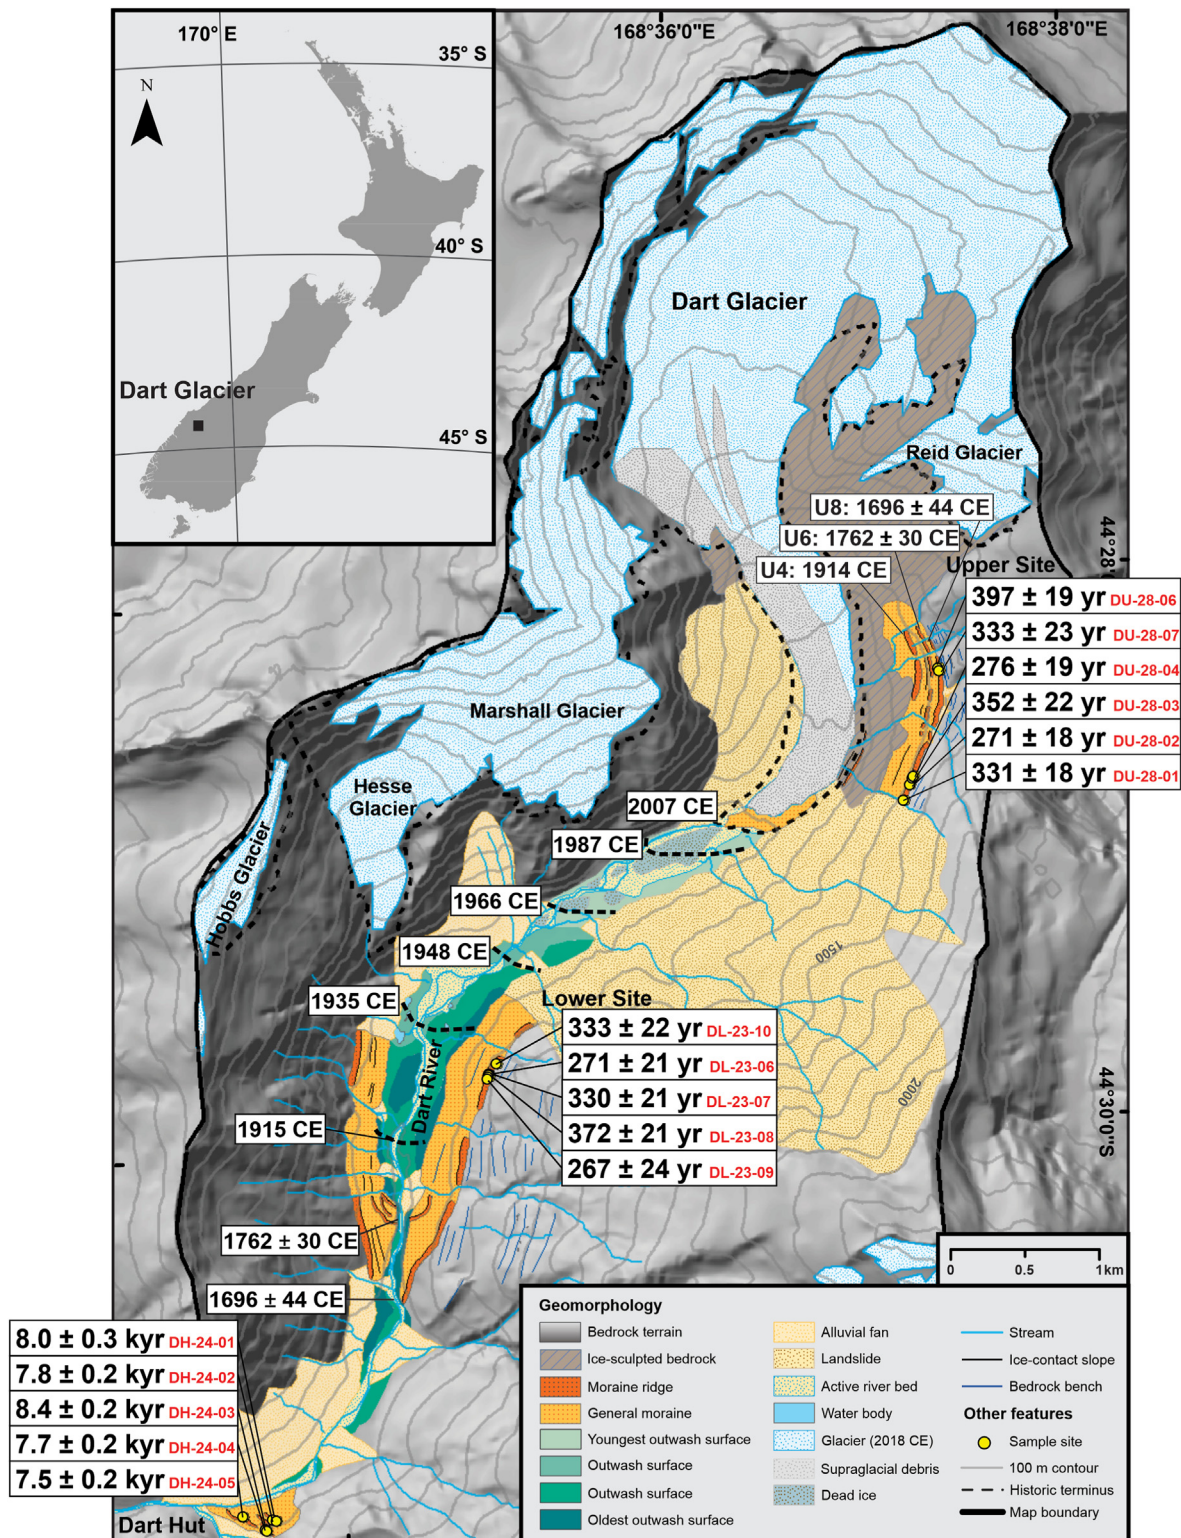 170° E
35° S
N
40° S
Dart Glacier
45° S
168°36'0"E
168°38'0"E
Dart Glacier
Reid Glacier
U8: 1696 ± 44 CE
U6: 1762 ± 30 CE
U4: 1914 CE
44°28'
Upper Site
397 ± 19 yr DU-28-06
333 ± 23 yr DU-28-07
276 ± 19 yr DU-28-04
352 ± 22 yr DU-28-03
271 ± 18 yr DU-28-02
331 ± 18 yr DU-28-01
Marshall Glacier
Hesse
Glacier
Hobbs Glacier
2007 CE
1987 CE
1966 CE
1948 CE
1935 CE
1500
2000
Lower Site
333 ± 22 yr DL-23-10
271 ± 21 yr DL-23-06
330 ± 21 yr DL-23-07
372 ± 21 yr DL-23-08
267 ± 24 yr DL-23-09
Dart River
44°30'0"S
1915 CE
1762 ± 30 CE
1696 ± 44 CE
8.0 ± 0.3 kyr DH-24-01
7.8 ± 0.2 kyr DH-24-02
8.4 ± 0.2 kyr DH-24-03
7.7 ± 0.2 kyr DH-24-04
7.5 ± 0.2 kyr DH-24-05
Dart Hut
0 0.5 1 km
Geomorphology
Bedrock terrain
Ice-sculpted bedrock
Moraine ridge
General moraine
Youngest outwash surface
Outwash surface
Outwash surface
Oldest outwash surface
Alluvial fan
Landslide
Active river bed
Water body
Glacier (2018 CE)
Supraglacial debris
Dead ice
Stream
Ice-contact slope
Bedrock bench
Other features
Sample site
100 m contour
Historic terminus
Map boundary